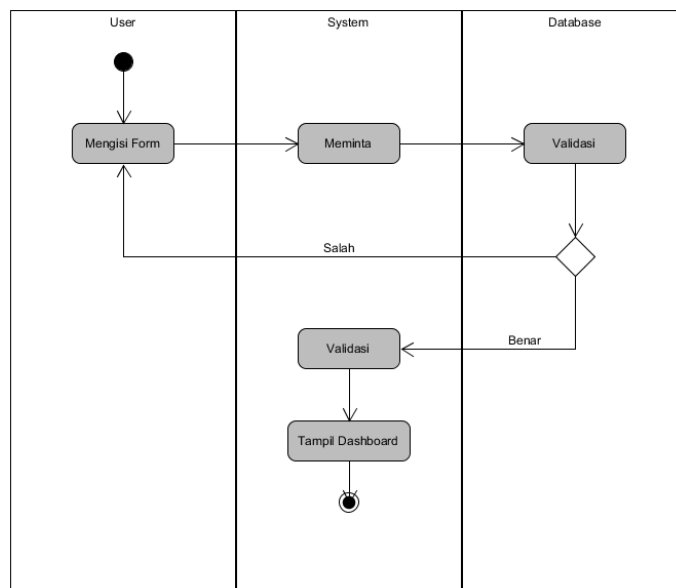 User
System
Database
Mengisi Form
Meminta
Validasi
Salah
Benar
Validasi
Tampil Dashboard